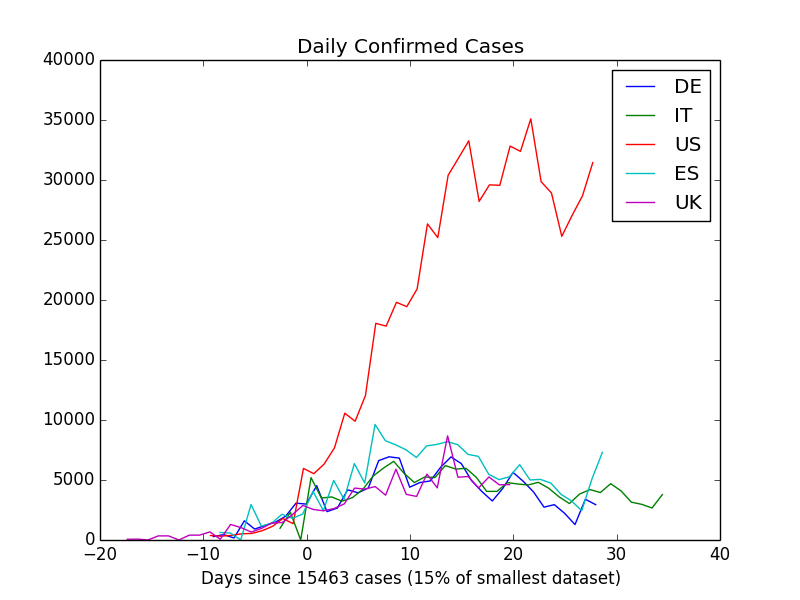 Daily Confirmed Cases
40000
35000
30000
25000
20000
15000
10000
5000
0
DE
IT
US
ES
UK
−20 −10 0 10 20 30 40
Days since 15463 cases (15% of smallest dataset)